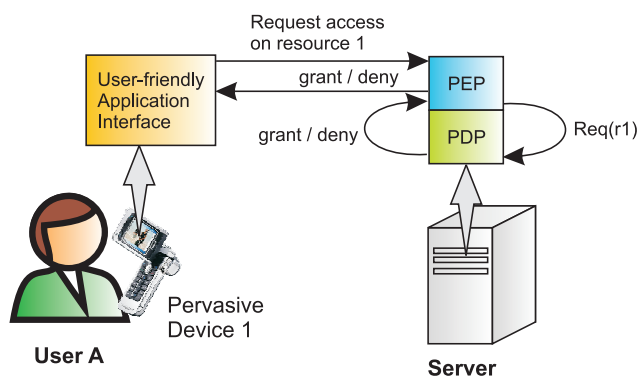 Request access
on resource 1
User-friendly
Application
Interface
grant / deny
PEP
grant / deny
PDP
Req(r1)
Pervasive
Device 1
User A
Server